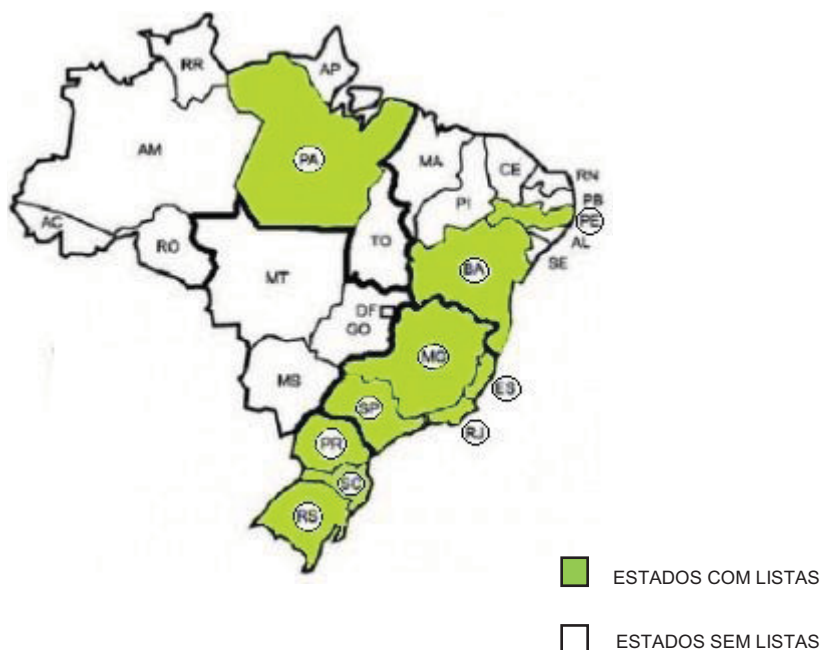 RR
AP
AM
PA
MA
CE
RN
PI
PB
PE
AC
AL
RO
TO
SE
BA
MT
DF
GO
MG
MS
ES
SP
RJ
PR
SC
RS
ESTADOS COM LISTAS
ESTADOS SEM LISTAS